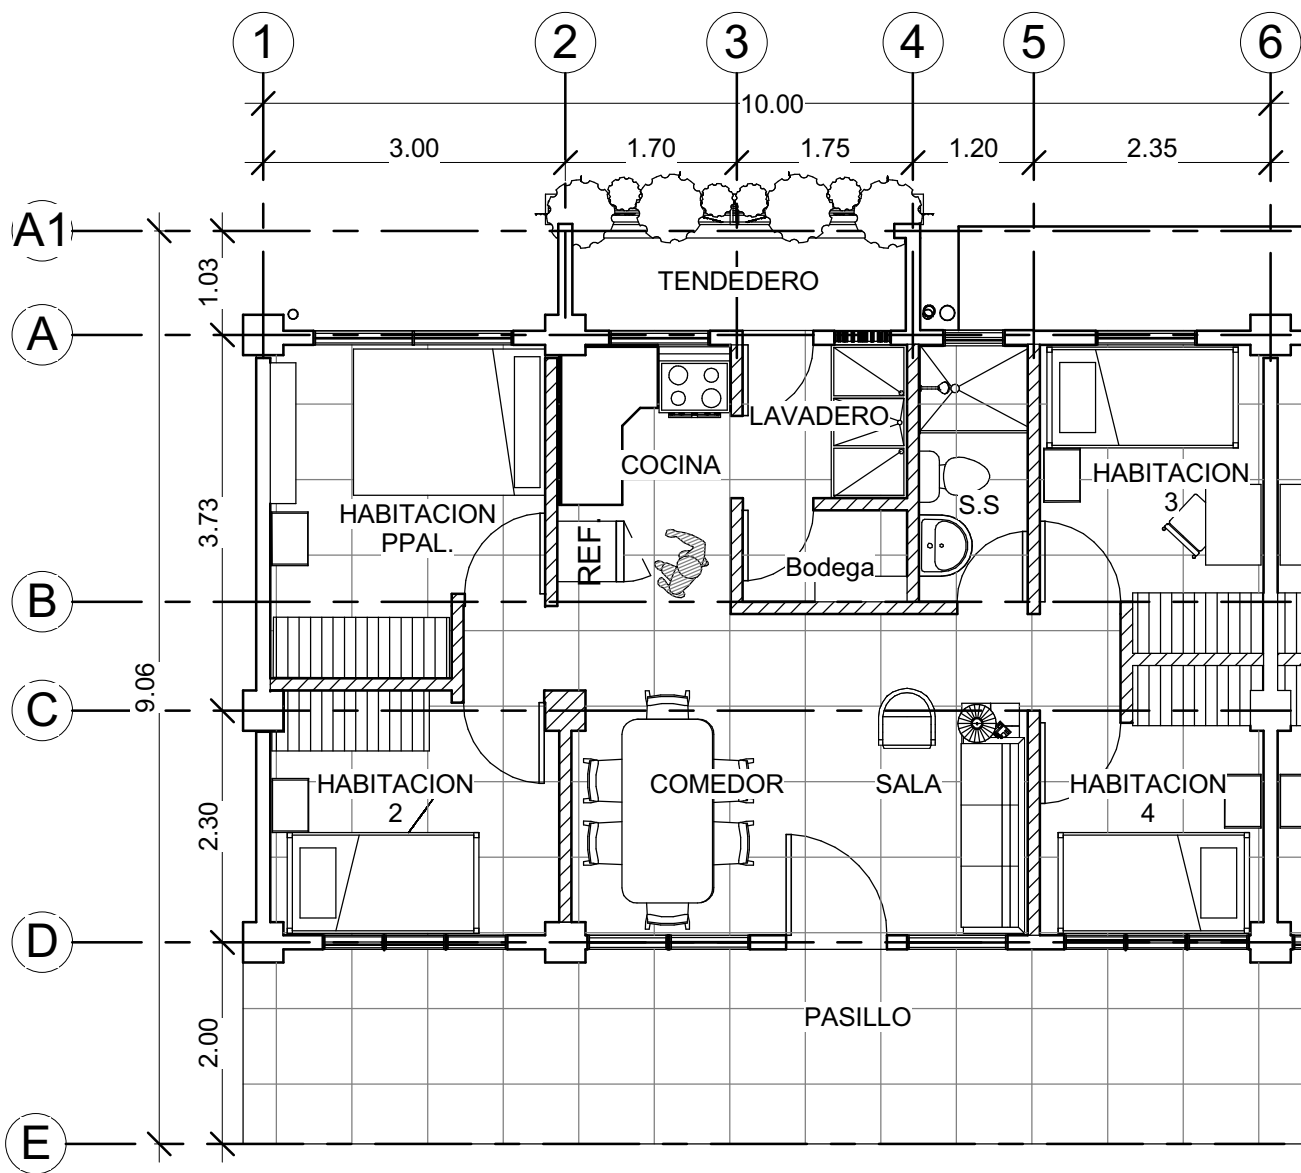 1 2 3 4 5 6
10.00
3.00 1.70 1.75 1.20 2.35
A1
1.03
TENDEDERO
A
LAVADERO
COCINA
HABITACION
3
S.S
HABITACION
PPAL.
3.73
REF.
Bodega
B
9.06
C
HABITACION
2
COMEDOR
SALA
HABITACION
4
2.30
D
PASILLO
2.00
E